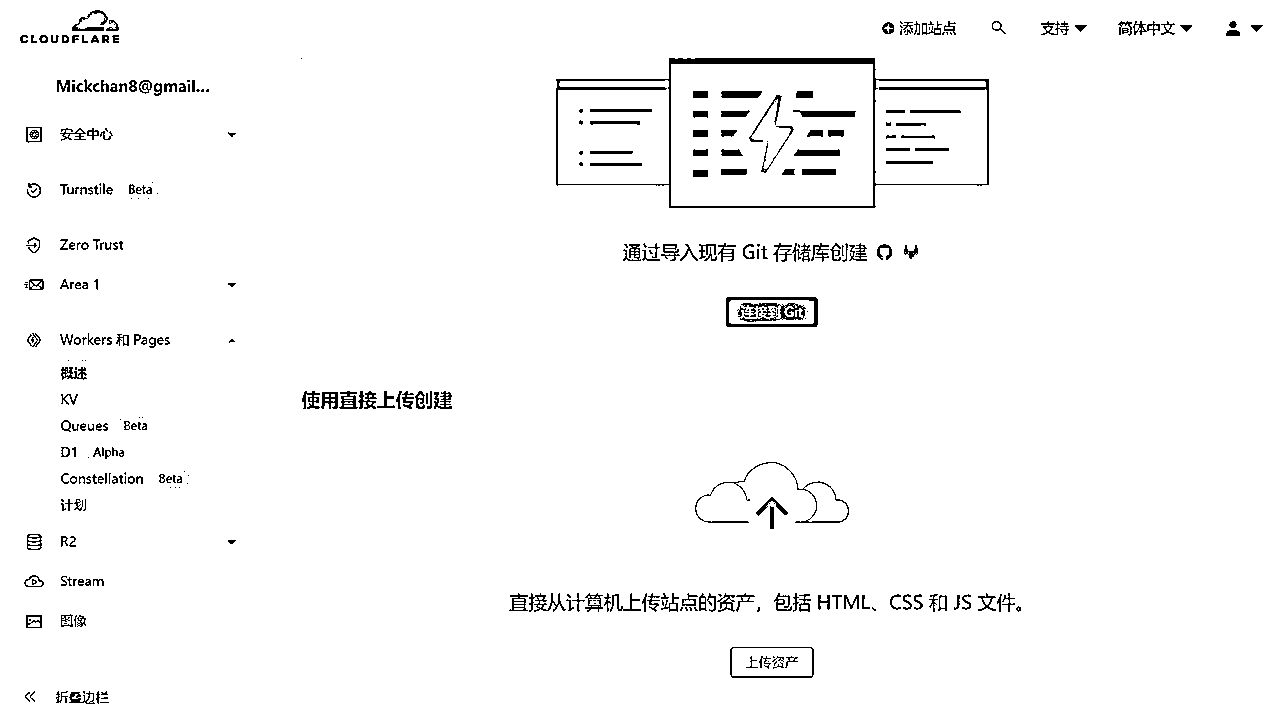 CLOUDFLARE
添加站点
支持
简体中文
Mickchan8@gmail...
安全中心
Turnstile Beta
Zero Trust
Area 1
Workers 和 Pages
概述
KV
Queues Beta
D1 Alpha
Constellation Beta
计划
R2
Stream
图像
折叠边栏
通过导入现有 Git 存储库创建
连接到 Git
使用直接上传创建
直接从计算机上传站点的资产，包括 HTML、CSS 和 JS 文件。
上传资产